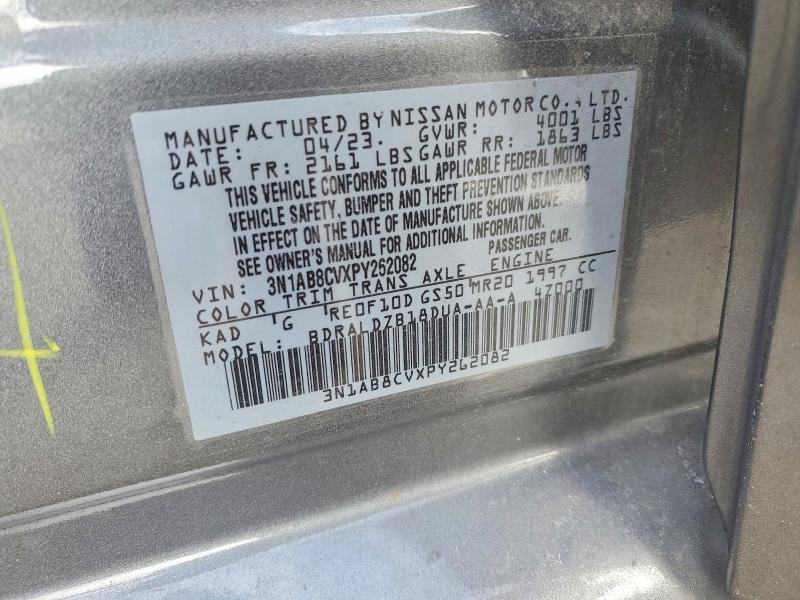 MANUFACTURED BY NISSAN MOTOR CO., LTD.
DATE: 04/23. GVWR: 4001 LBS
GAWR FR: 2161 LBS GAWR RR: 1863 LBS
THIS VEHICLE CONFORMS TO ALL APPLICABLE FEDERAL MOTOR
VEHICLE SAFETY, BUMPER AND THEFT PREVENTION STANDARDS
IN EFFECT ON THE DATE OF MANUFACTURE SHOWN ABOVE.
SEE OWNER'S MANUAL FOR ADDITIONAL INFORMATION.
VIN: 3N1AB8CVXPY262082 PASSENGER CAR.
COLOR TRIM TRANS AXLE ENGINE
KAD G RE0F10D GS50 MR20 1997 CC
MODEL: BDRALDZB18DUA-AA-A 4Z000
3N1AB8CVXPY262082